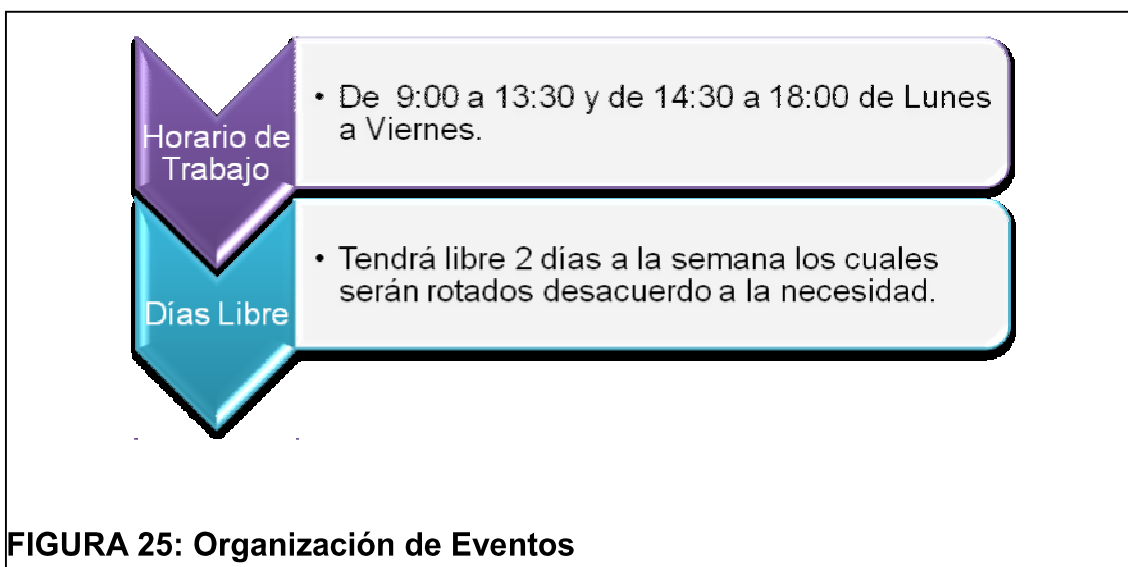 Horario de
Trabajo
• De 9:00 a 13:30 y de 14:30 a 18:00 de Lunes
a Viernes.
Días Libre
• Tendrá libre 2 días a la semana los cuales
serán rotados desacuerdo a la necesidad.
FIGURA 25: Organización de Eventos